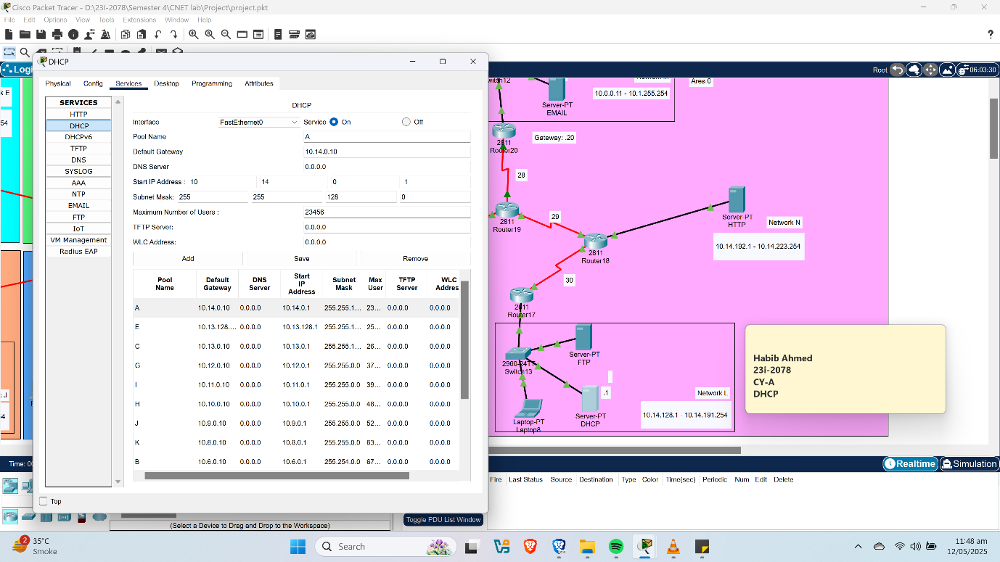 Cisco Packet Tracer - D:\23I-2078\Semester 4\CNET lab\Project\project.pkt
File Edit Options View Tools Extensions Window Help
?
DHCP
Logi
Root
06:03:30
Physical Config Services Desktop Programming Attributes
SERVICES
HTTP
DHCP
DHCPv6
TFTP
DNS
SYSLOG
AAA
NTP
EMAIL
FTP
IoT
VM Management
Radius EAP
DHCP
Interface FastEthernet0 Service On Off
Pool Name A
Default Gateway 10.14.0.10
DNS Server 0.0.0.0
Start IP Address : 10 14 0 1
Subnet Mask: 255 255 128 0
Maximum Number of Users : 23456
TFTP Server: 0.0.0.0
WLC Address: 0.0.0.0
Add Save Remove
Pool Name Default Gateway DNS Server Start IP Address Subnet Mask Max User TFTP Server WLC Addres
A 10.14.0.10 0.0.0.0 10.14.0.1 255.255.1... 23... 0.0.0.0 0.0.0.0
E 10.13.128.... 0.0.0.0 10.13.128.1 255.255.1... 25... 0.0.0.0 0.0.0.0
C 10.13.0.10 0.0.0.0 10.13.0.1 255.255.1... 26... 0.0.0.0 0.0.0.0
G 10.12.0.10 0.0.0.0 10.12.0.1 255.255.0.0 37... 0.0.0.0 0.0.0.0
I 10.11.0.10 0.0.0.0 10.11.0.1 255.255.0.0 39... 0.0.0.0 0.0.0.0
H 10.10.0.10 0.0.0.0 10.10.0.1 255.255.0.0 48... 0.0.0.0 0.0.0.0
J 10.9.0.10 0.0.0.0 10.9.0.1 255.255.0.0 52... 0.0.0.0 0.0.0.0
K 10.8.0.10 0.0.0.0 10.8.0.1 255.255.0.0 63... 0.0.0.0 0.0.0.0
B 10.6.0.10 0.0.0.0 10.6.0.1 255.254.0.0 67... 0.0.0.0 0.0.0.0
Top
k E
54
: J
54
witch12
Server-PT
EMAIL
10.0.0.11 - 10.1.255.254
Area 0
2811
Router20
Gateway: .20
28
2811
Router19
29
2811
Router18
Server-PT
HTTP
Network N
10.14.192.1 - 10.14.223.254
30
2811
Router17
2960-24TT
Switch13
Server-PT
FTP
.1
Server-PT
DHCP
Laptop-PT
Laptop8
Network L
10.14.128.1 - 10.14.191.254
Habib Ahmed
23i-2078
CY-A
DHCP
Time: 00
Realtime Simulation
Fire Last Status Source Destination Type Color Time(sec) Periodic Num Edit Delete
Toggle PDU List Window
(Select a Device to Drag and Drop to the Workspace)
2
35°C
Smoke
Search
11:48 am
12/05/2025